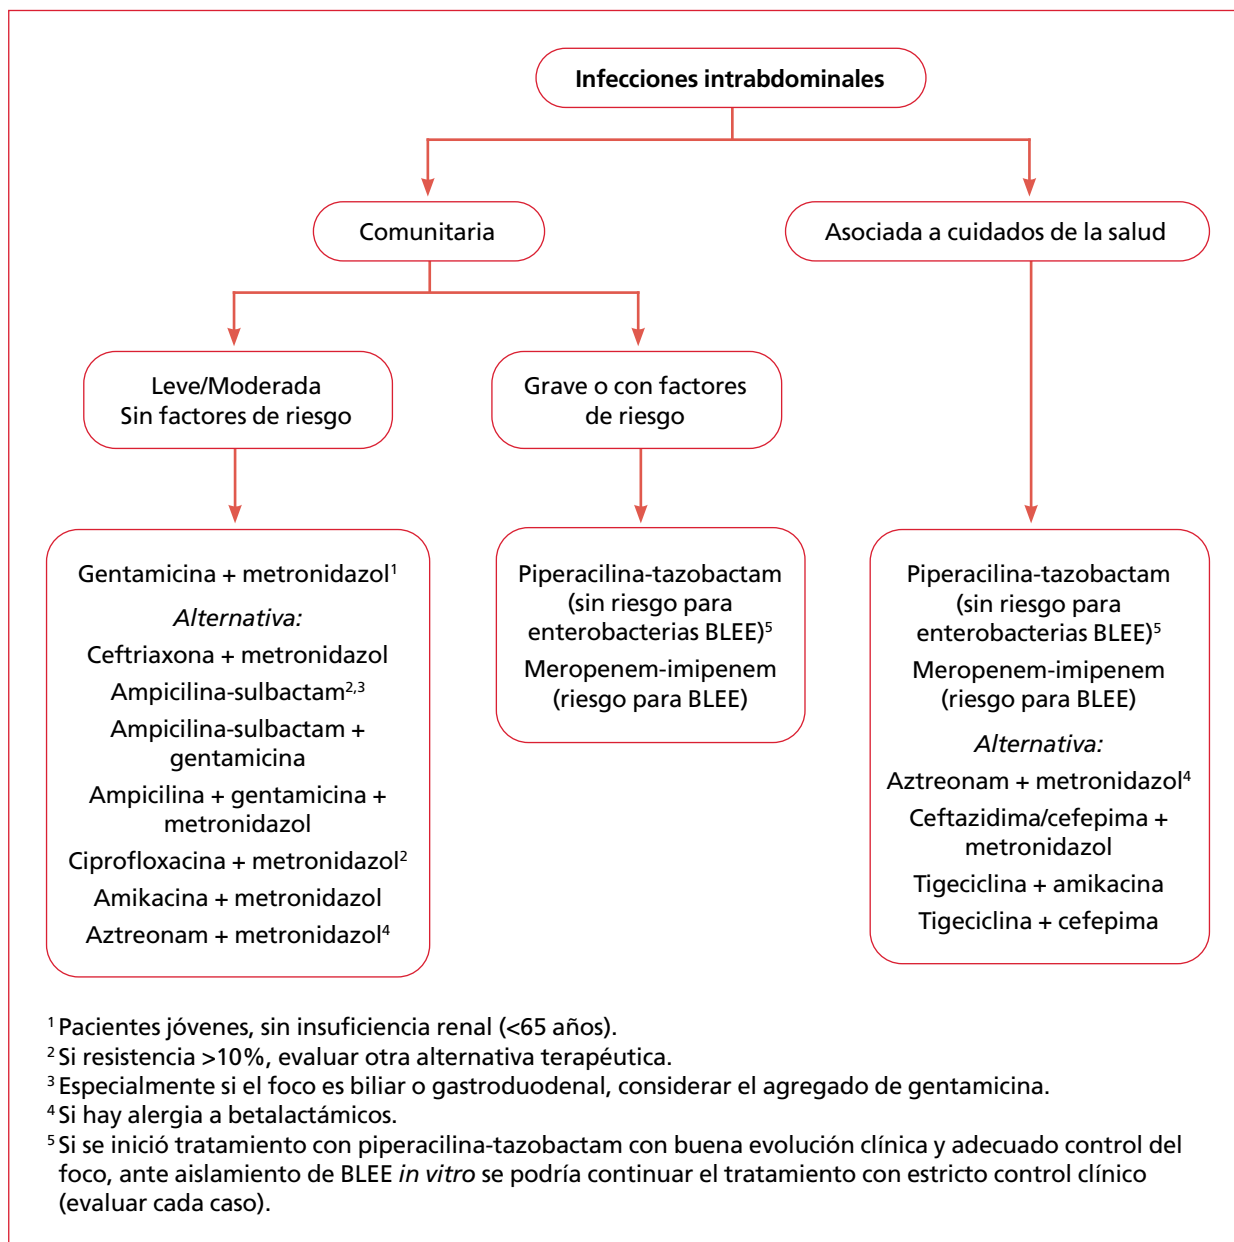 Infecciones intrabdominales
Comunitaria
Asociada a cuidados de la salud
Leve/Moderada
Sin factores de riesgo
Grave o con factores
de riesgo
Gentamicina + metronidazol¹
Alternativa:
Ceftriaxona + metronidazol
Ampicilina-sulbactam²,³
Ampicilina-sulbactam +
gentamicina
Ampicilina + gentamicina +
metronidazol
Ciprofloxacina + metronidazol²
Amikacina + metronidazol
Aztreonam + metronidazol⁴
Piperacilina-tazobactam
(sin riesgo para
enterobacterias BLEE)⁵
Meropenem-imipenem
(riesgo para BLEE)
Piperacilina-tazobactam
(sin riesgo para
enterobacterias BLEE)⁵
Meropenem-imipenem
(riesgo para BLEE)
Alternativa:
Aztreonam + metronidazol⁴
Ceftazidima/cefepima +
metronidazol
Tigeciclina + amikacina
Tigeciclina + cefepima
¹ Pacientes jóvenes, sin insuficiencia renal (<65 años).
² Si resistencia >10%, evaluar otra alternativa terapéutica.
³ Especialmente si el foco es biliar o gastroduodenal, considerar el agregado de gentamicina.
⁴ Si hay alergia a betalactámicos.
⁵ Si se inició tratamiento con piperacilina-tazobactam con buena evolución clínica y adecuado control del
foco, ante aislamiento de BLEE in vitro se podría continuar el tratamiento con estricto control clínico
(evaluar cada caso).